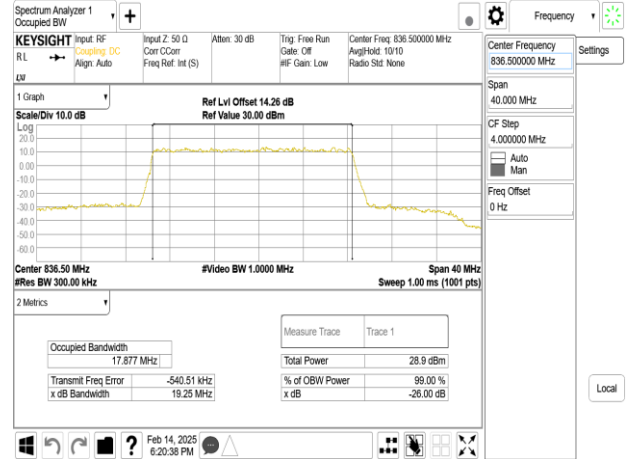 Spectrum Analyzer 1
Occupied BW
Frequency
KEYSIGHT
RL
LXI
Input: RF
Coupling: DC
Align: Auto
Input Z: 50 Ω
Corr CCorr
Freq Ref: Int (S)
Atten: 30 dB
Trig: Free Run
Gate: Off
#IF Gain: Low
Center Freq: 836.500000 MHz
Avg|Hold: 10/10
Radio Std: None
Center Frequency
836.500000 MHz
Settings
Span
40.000 MHz
CF Step
4.000000 MHz
Auto
Man
Freq Offset
0 Hz
Local
1 Graph
Scale/Div 10.0 dB
Ref Lvl Offset 14.26 dB
Ref Value 30.00 dBm
Log
20.0
10.0
0.00
-10.0
-20.0
-30.0
-40.0
-50.0
-60.0
Center 836.50 MHz
#Video BW 1.0000 MHz
Span 40 MHz
#Res BW 300.00 kHz
Sweep 1.00 ms (1001 pts)
2 Metrics
Measure Trace
Trace 1
Occupied Bandwidth
17.877 MHz
Total Power
28.9 dBm
Transmit Freq Error
-540.51 kHz
% of OBW Power
99.00 %
x dB Bandwidth
19.25 MHz
x dB
-26.00 dB
?
Feb 14, 2025
6:20:38 PM